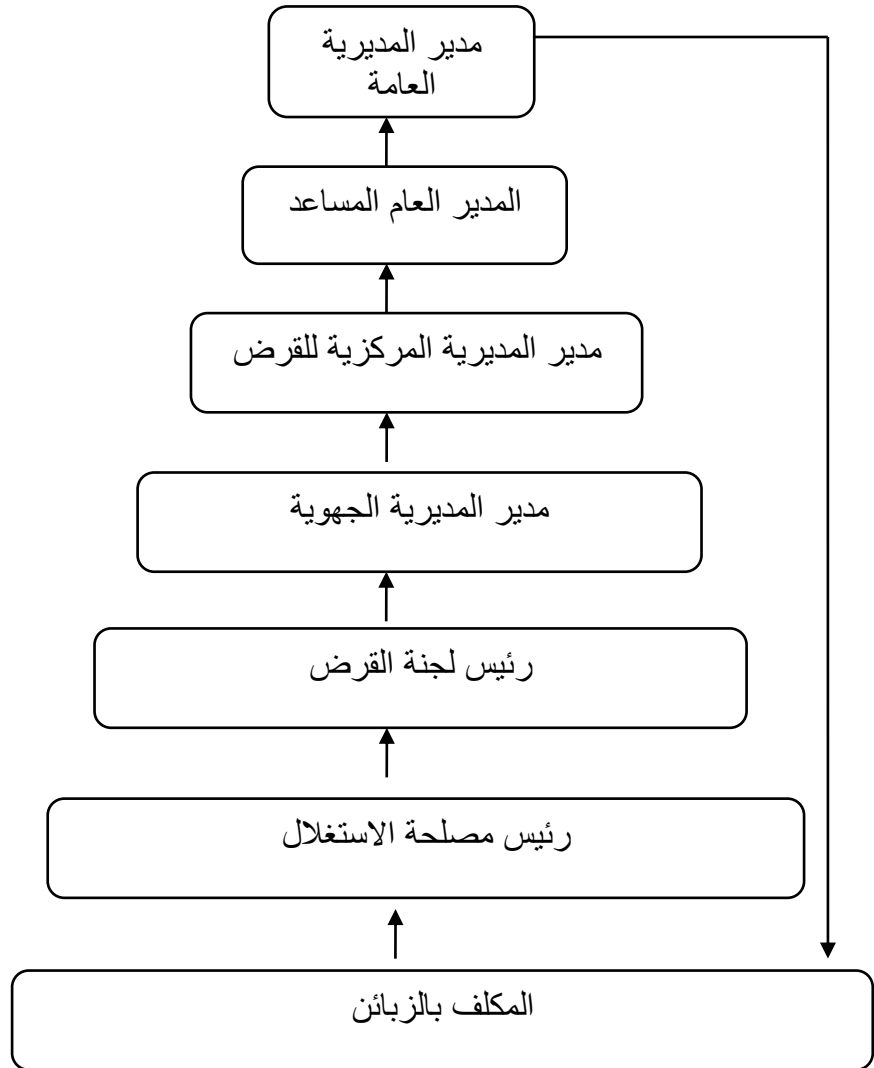 مدير المديرية
العامة
المدير العام المساعد
مدير المديرية المركزية للقرض
مدير المديرية الجهوية
رئيس لجنة القرض
رئيس مصلحة الاستغلال
المكلف بالزبائن